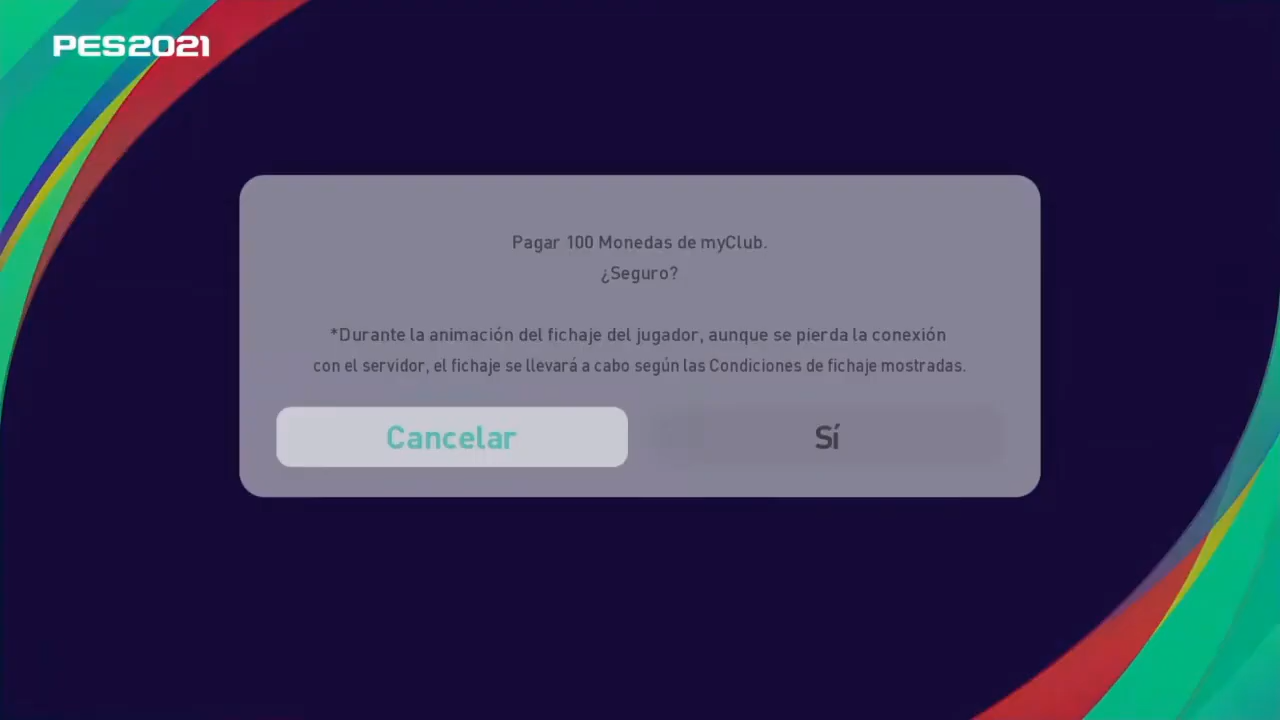 PES2021
Pagar 100 Monedas de myClub.
¿Seguro?
*Durante la animación del fichaje del jugador, aunque se pierda la conexión
con el servidor, el fichaje se llevará a cabo según las Condiciones de fichaje mostradas.
Cancelar
Sí